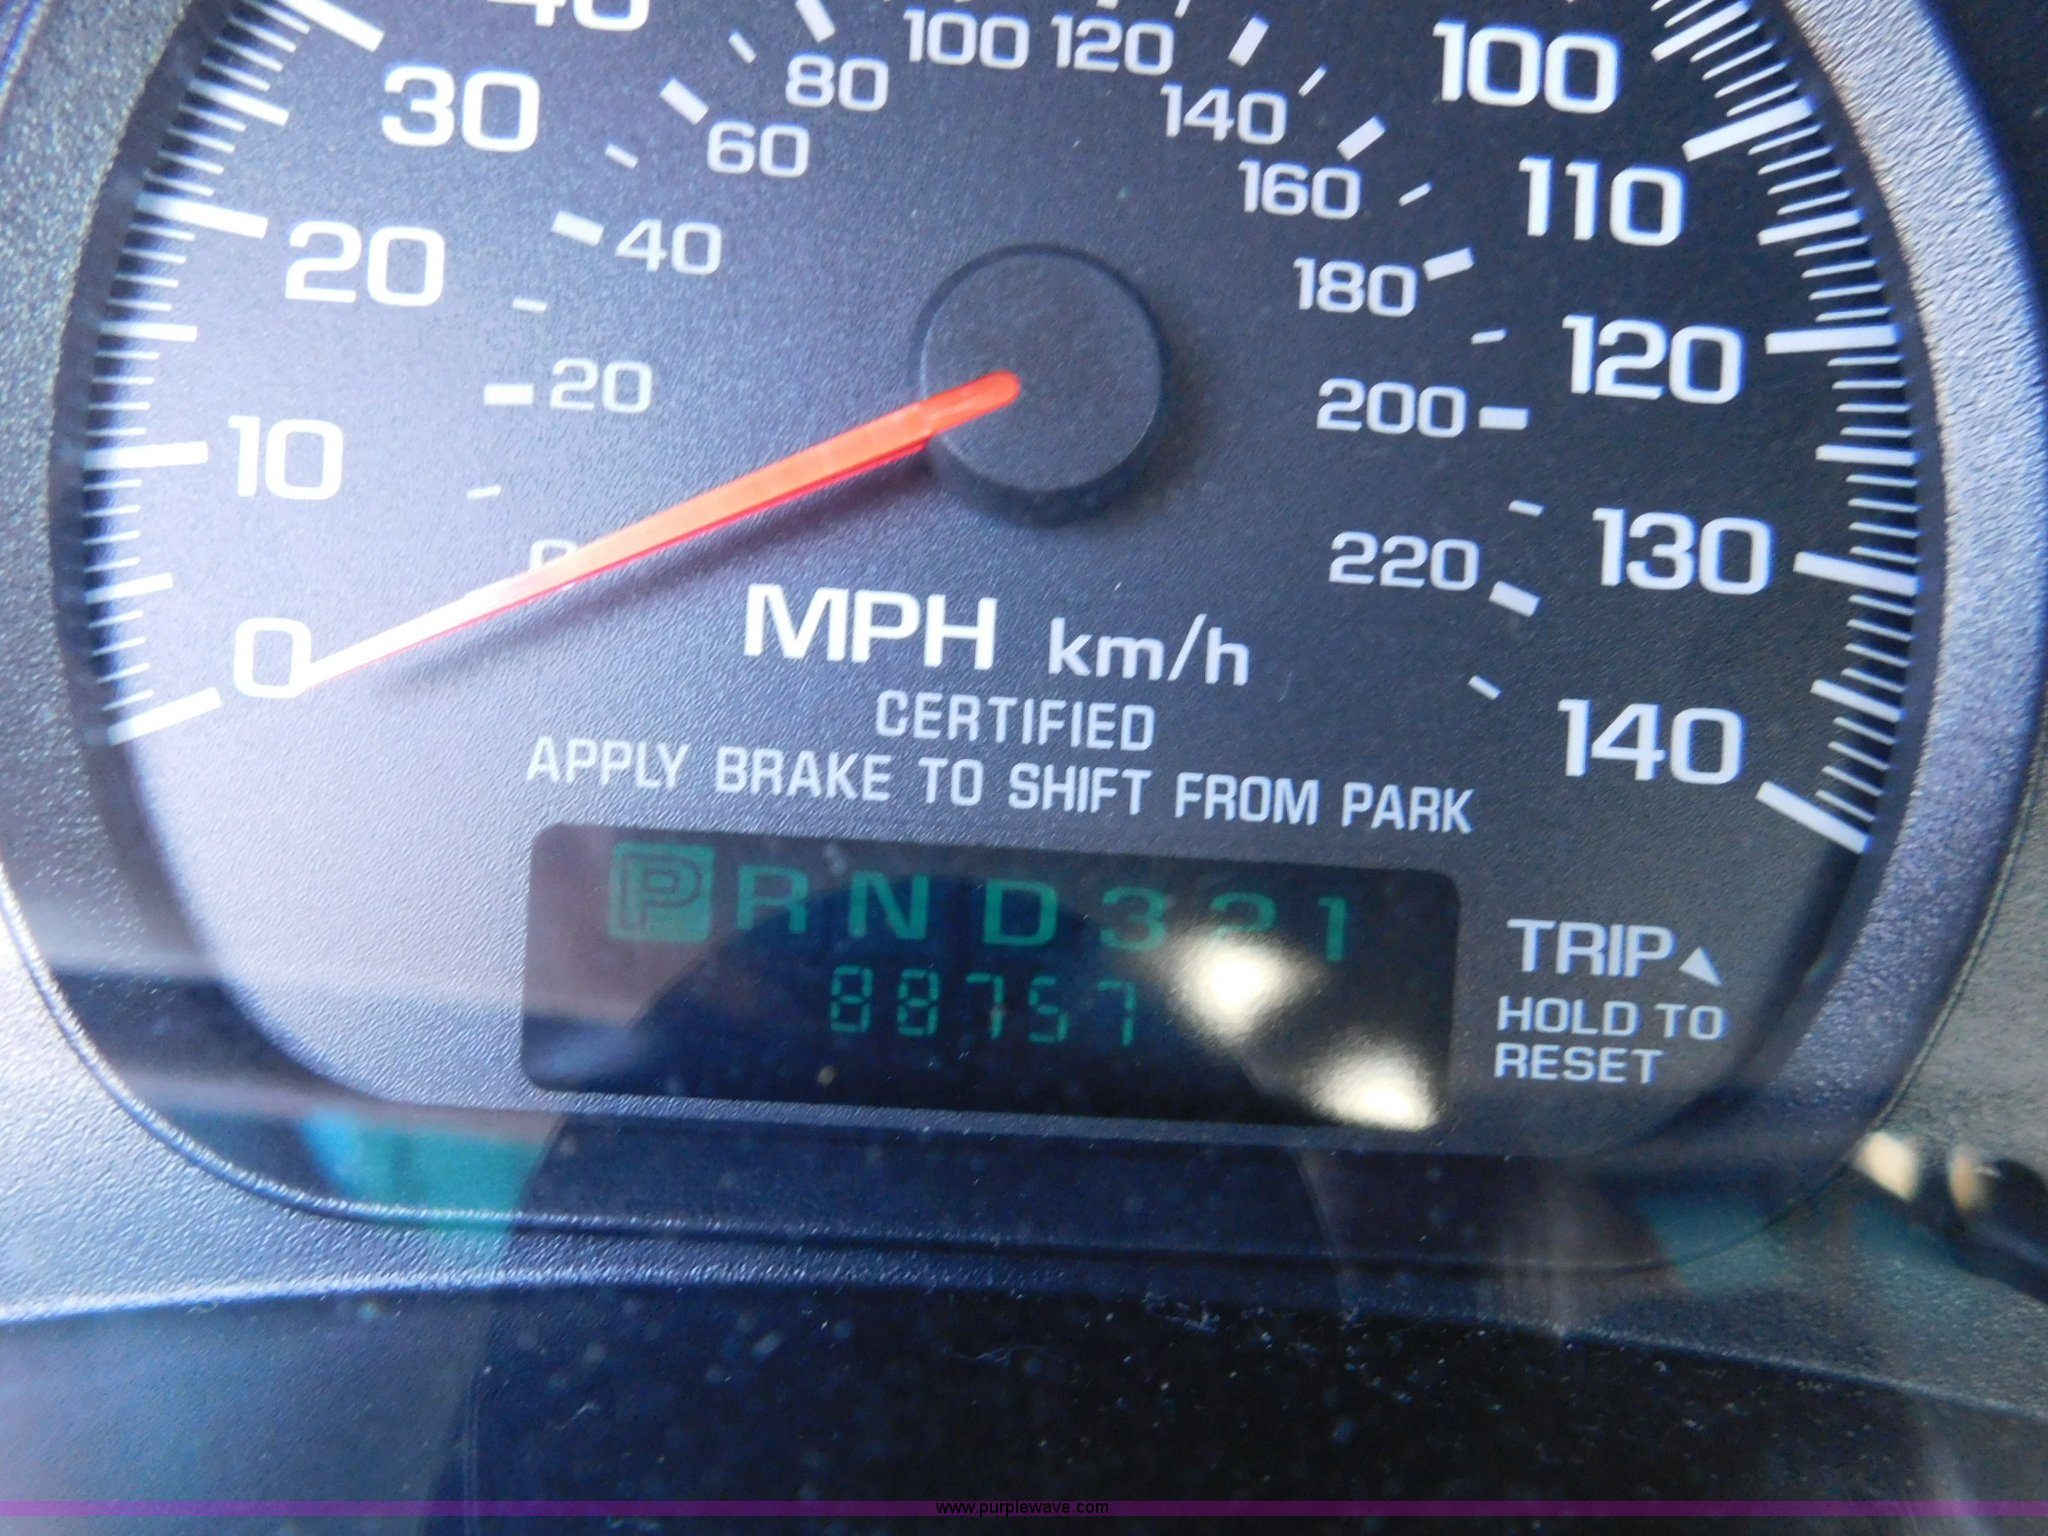 40
30
20
10
0
0
20
40
60
80
100
120
140
160
180
200
220
100
110
120
130
140
MPH km/h
CERTIFIED
APPLY BRAKE TO SHIFT FROM PARK
P R N D 3 2 1
88757
TRIP
HOLD TO
RESET
www.purplewave.com